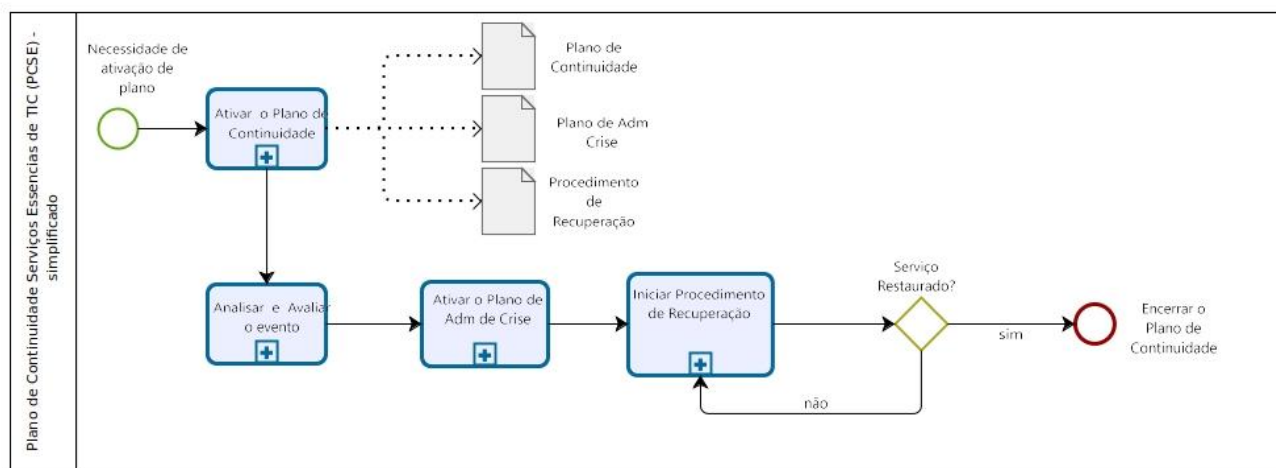 Plano de Continuidade Serviços Essencias de TIC (PCSE) -
simplificado
Necessidade de
ativação de
plano
Ativar o Plano de
Continuidade
Plano de
Continuidade
Plano de Adm
Crise
Procedimento
de
Recuperação
Analisar e Avaliar
o evento
Ativar o Plano de
Adm de Crise
Iniciar Procedimento
de Recuperação
Serviço
Restaurado?
sim
não
Encerrar o
Plano de
Continuidade